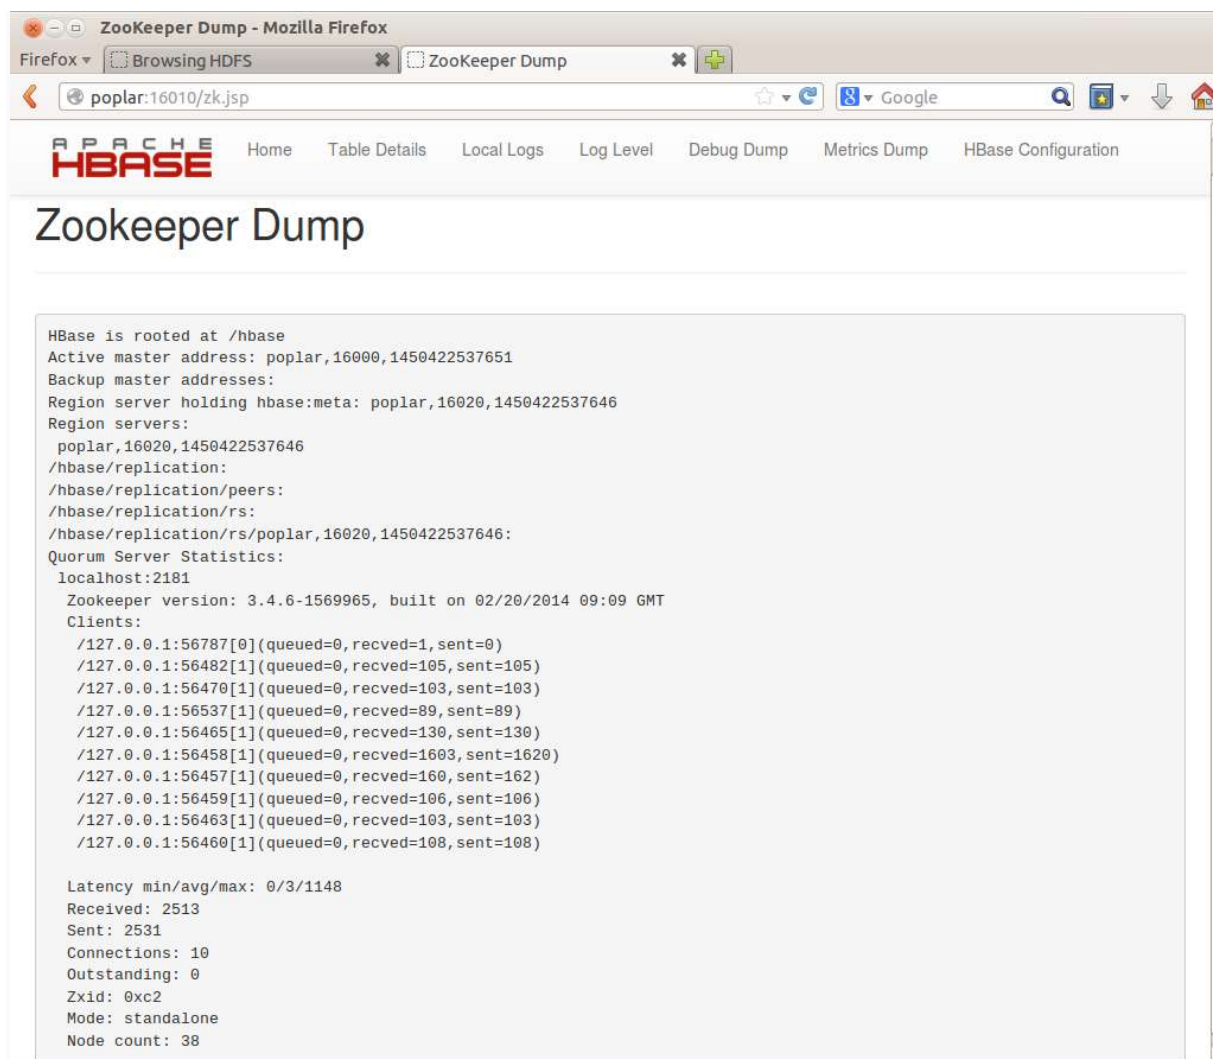 ZooKeeper Dump - Mozilla Firefox
Firefox Browsing HDFS ZooKeeper Dump
poplar:16010/zk.jsp Google
APACHE
HBASE
Home Table Details Local Logs Log Level Debug Dump Metrics Dump HBase Configuration
Zookeeper Dump
HBase is rooted at /hbase
Active master address: poplar,16000,1450422537651
Backup master addresses:
Region server holding hbase:meta: poplar,16020,1450422537646
Region servers:
poplar,16020,1450422537646
/hbase/replication:
/hbase/replication/peers:
/hbase/replication/rs:
/hbase/replication/rs/poplar,16020,1450422537646:
Quorum Server Statistics:
localhost:2181
Zookeeper version: 3.4.6-1569965, built on 02/20/2014 09:09 GMT
Clients:
/127.0.0.1:56787[0](queued=0,recved=1,sent=0)
/127.0.0.1:56482[1](queued=0,recved=105,sent=105)
/127.0.0.1:56470[1](queued=0,recved=103,sent=103)
/127.0.0.1:56537[1](queued=0,recved=89,sent=89)
/127.0.0.1:56465[1](queued=0,recved=130,sent=130)
/127.0.0.1:56458[1](queued=0,recved=1603,sent=1620)
/127.0.0.1:56457[1](queued=0,recved=160,sent=162)
/127.0.0.1:56459[1](queued=0,recved=106,sent=106)
/127.0.0.1:56463[1](queued=0,recved=103,sent=103)
/127.0.0.1:56460[1](queued=0,recved=108,sent=108)
Latency min/avg/max: 0/3/1148
Received: 2513
Sent: 2531
Connections: 10
Outstanding: 0
Zxid: 0xc2
Mode: standalone
Node count: 38